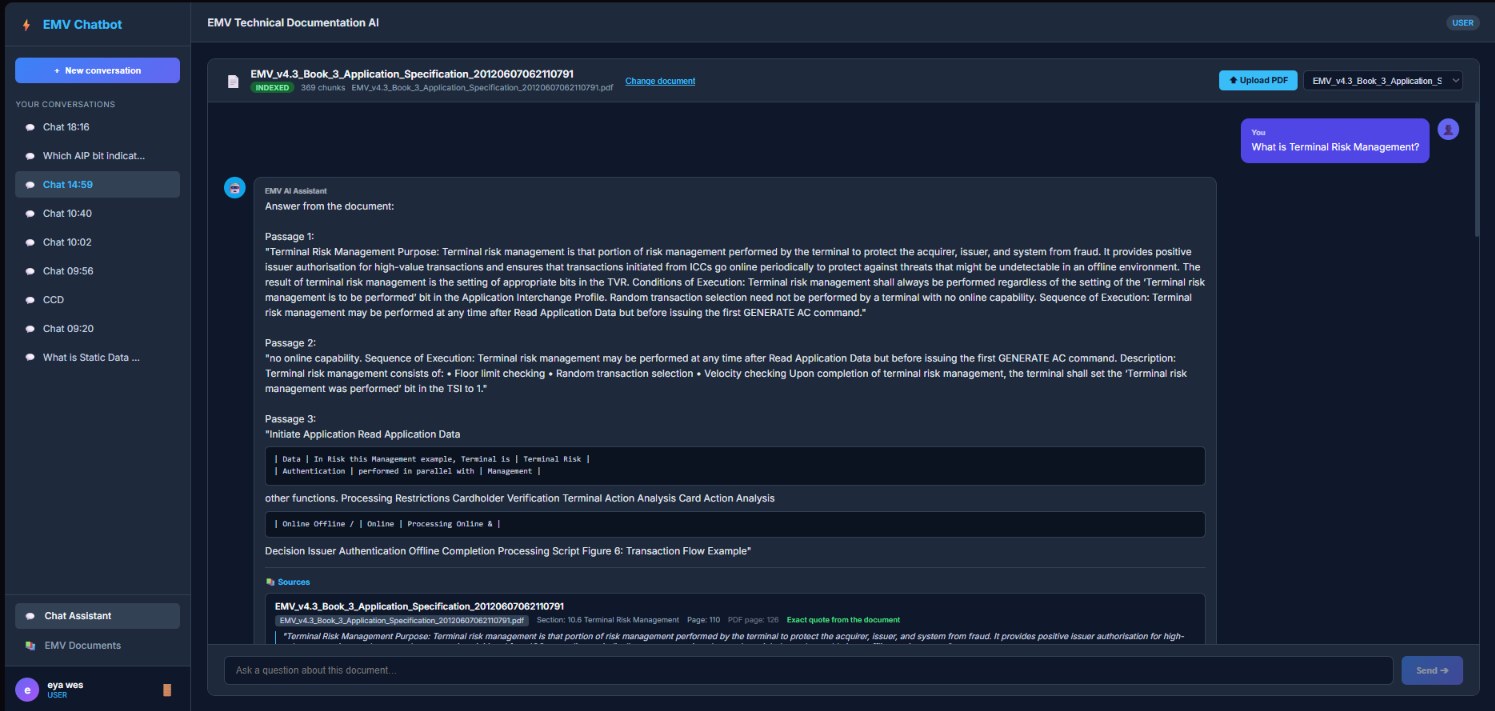 EMV Chatbot
EMV Technical Documentation AI
USER
+ New conversation
YOUR CONVERSATIONS
Chat 18:16
Which AIP bit indicat...
Chat 14:59
Chat 10:40
Chat 10:02
Chat 09:56
CCD
Chat 09:20
What is Static Data ...
Chat Assistant
EMV Documents
e
eya wes
USER
EMV_v4.3_Book_3_Application_Specification_20120607062110791
INDEXED 369 chunks EMV_v4.3_Book_3_Application_Specification_20120607062110791.pdf
Change document
Upload PDF
EMV_v4.3_Book_3_Application_S
You
What is Terminal Risk Management?
EMV AI Assistant
Answer from the document:
Passage 1:
"Terminal Risk Management Purpose: Terminal risk management is that portion of risk management performed by the terminal to protect the acquirer, issuer, and system from fraud. It provides positive
issuer authorisation for high-value transactions and ensures that transactions initiated from ICCs go online periodically to protect against threats that might be undetectable in an offline environment. The
result of terminal risk management is the setting of appropriate bits in the TVR. Conditions of Execution: Terminal risk management shall always be performed regardless of the setting of the 'Terminal risk
management is to be performed' bit in the Application Interchange Profile. Random transaction selection need not be performed by a terminal with no online capability. Sequence of Execution: Terminal
risk management may be performed at any time after Read Application Data but before issuing the first GENERATE AC command."
Passage 2:
"no online capability. Sequence of Execution: Terminal risk management may be performed at any time after Read Application Data but before issuing the first GENERATE AC command. Description:
Terminal risk management consists of: • Floor limit checking • Random transaction selection • Velocity checking Upon completion of terminal risk management, the terminal shall set the 'Terminal risk
management was performed' bit in the TSI to 1."
Passage 3:
"Initiate Application Read Application Data
| Data | In Risk this Management example, Terminal is | Terminal Risk |
| Authentication | performed in parallel with | Management |
other functions. Processing Restrictions Cardholder Verification Terminal Action Analysis Card Action Analysis
| Online Offline / | Online | Processing Online & |
Decision Issuer Authentication Offline Completion Processing Script Figure 6: Transaction Flow Example"
Sources
EMV_v4.3_Book_3_Application_Specification_20120607062110791
EMV_v4.3_Book_3_Application_Specification_20120607062110791.pdf Section: 10.6 Terminal Risk Management Page: 110 PDF page: 126 Exact quote from the document
"Terminal Risk Management Purpose: Terminal risk management is that portion of risk management performed by the terminal to protect the acquirer, issuer, and system from fraud. It provides positive issuer authorisation for high-
Ask a question about this document...
Send →